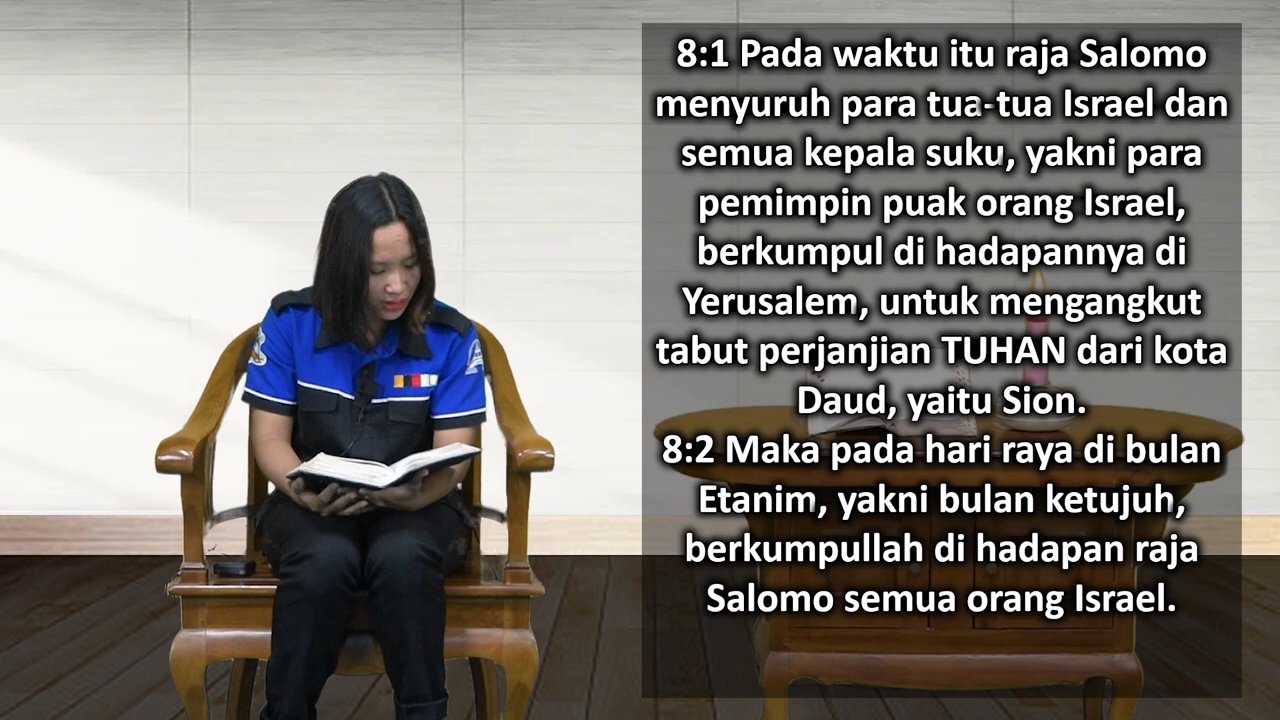 8:1 Pada waktu itu raja Salomo
menyuruh para tua-tua Israel dan
semua kepala suku, yakni para
pemimpin puak orang Israel,
berkumpul di hadapannya di
Yerusalem, untuk mengangkut
tabut perjanjian TUHAN dari kota
Daud, yaitu Sion.
8:2 Maka pada hari raya di bulan
Etanim, yakni bulan ketujuh,
berkumpullah di hadapan raja
Salomo semua orang Israel.